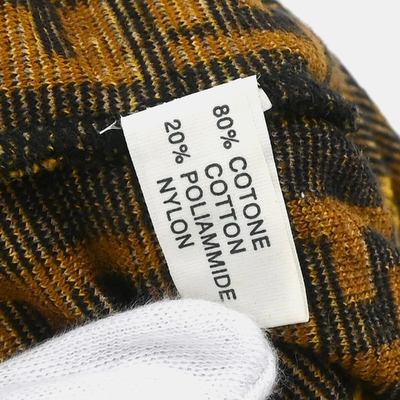 80% COTONE
COTTON
20% POLIAMMIDE
NYLON